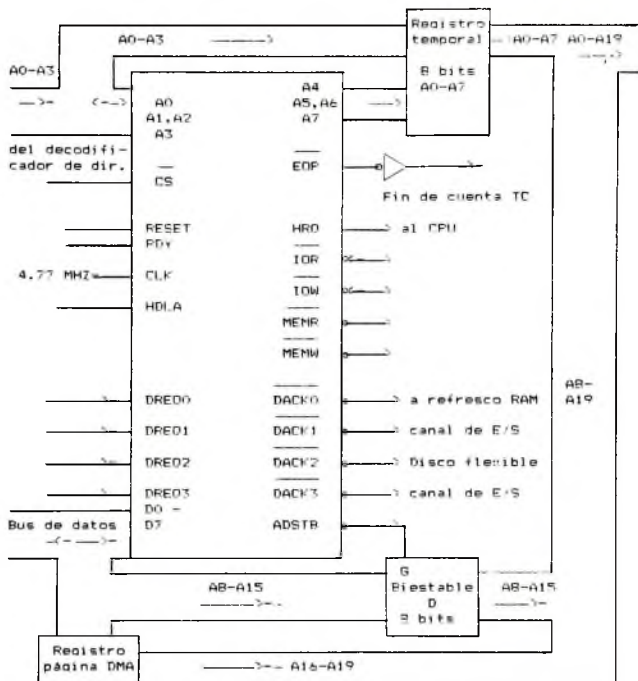 Registro
temporal
8 bits
A0-A7
A0-A3
A0-A7 A0-A19
A0-A3
A0
A1,A2
A3
A4
A5,A6
A7
del decodifi-
cador de dir.
CS
EOP
Fin de cuenta TC
RESET
RDY
HRQ
al CPU
IOR
4.77 MHZ
CLK
IOW
HDLA
MEMR
MEMW
A8-
A19
DREQ0
DACK0
a refresco RAM
DREQ1
DACK1
canal de E/S
DREQ2
DACK2
Disco flexible
DREQ3
DACK3
canal de E/S
D0 -
D7
Bus de datos
ADSTB
G
Biestable
D
8 bits
A8-A15
A8-A15
Registro
página DMA
A16-A19